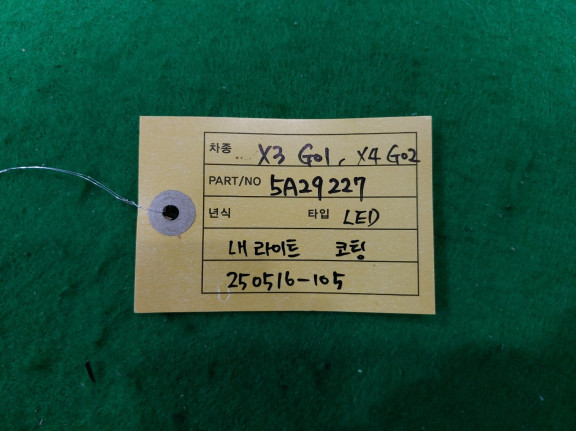 차종 X3 G01, X4 G02
PART/NO 5A29227
년식 타입 LED
내라이트 코팅
250516-105